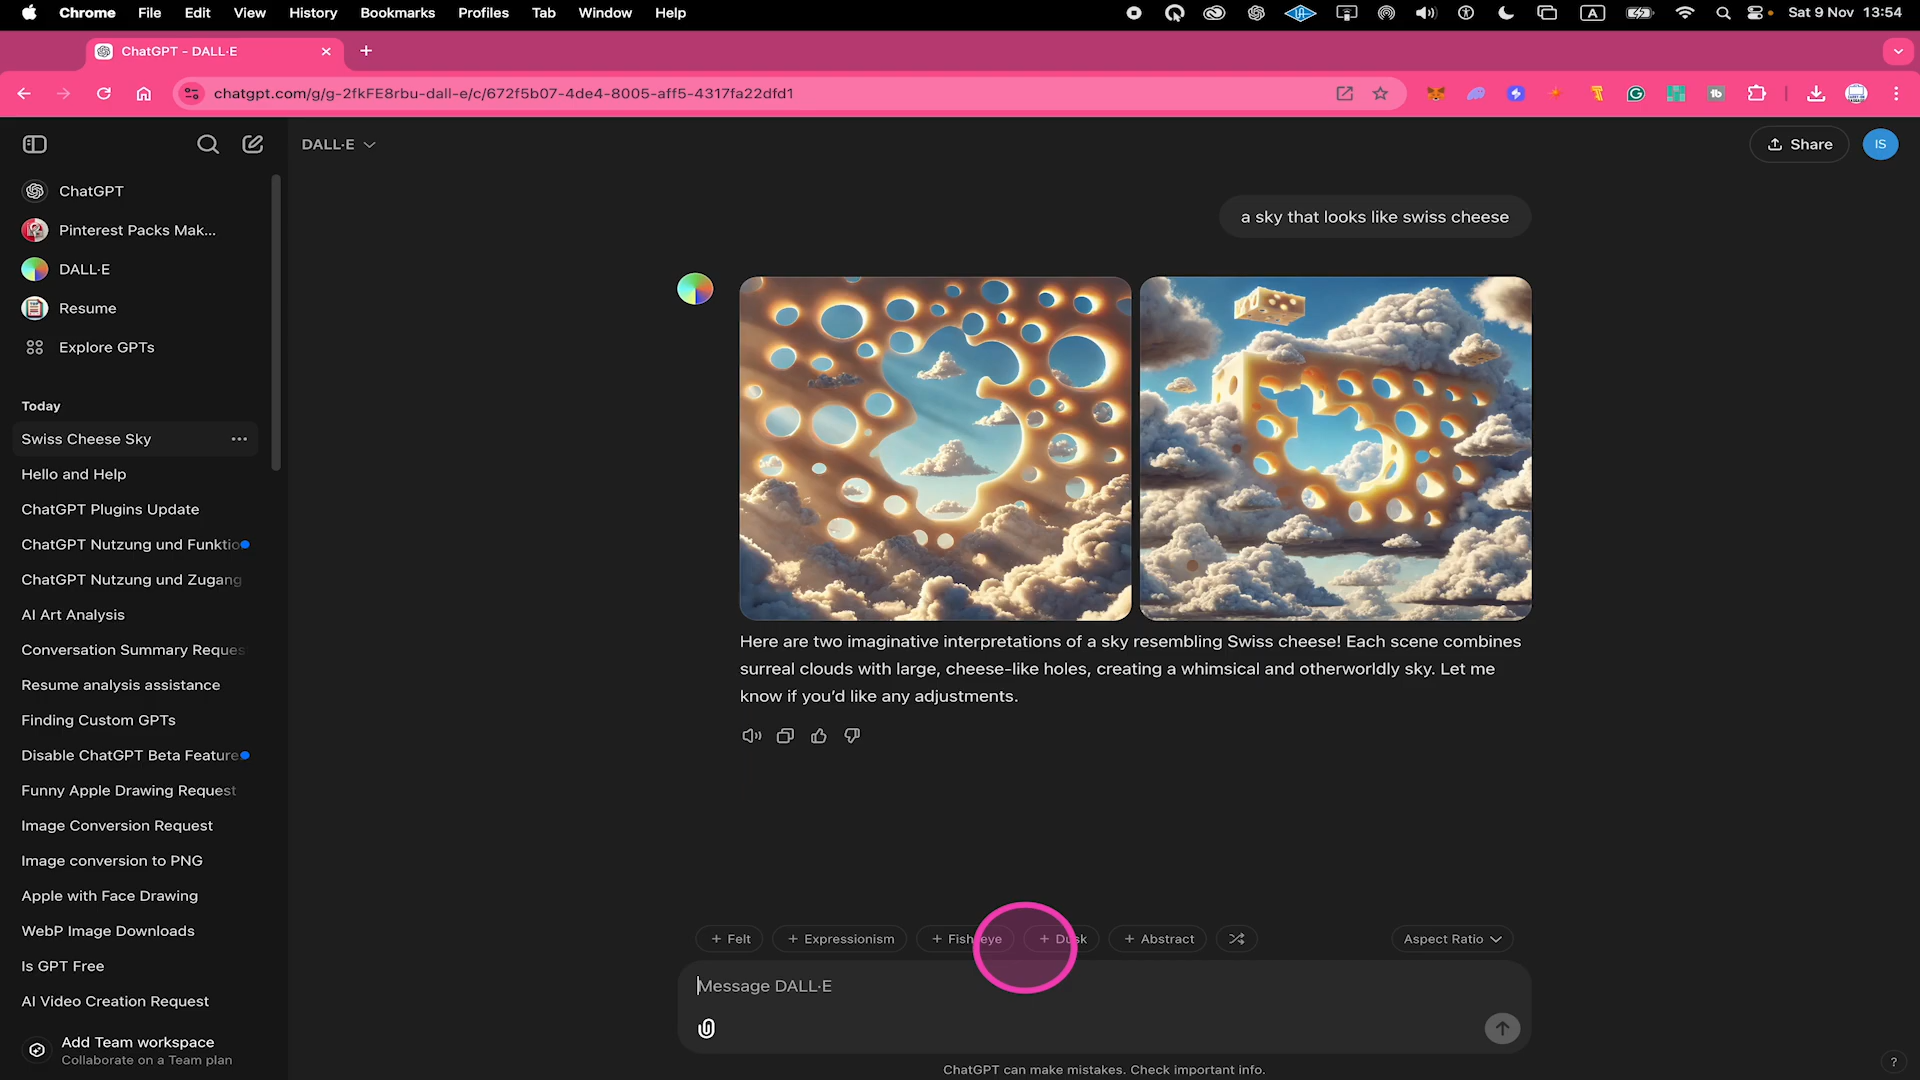 Chrome File Edit View History Bookmarks Profiles Tab Window Help
A
Sat 9 Nov 13:54
ChatGPT - DALL·E
chatgpt.com/g/g-2fkFE8rbu-dall-e/c/672f5b07-4de4-8005-aff5-4317fa22dfd1
DALL·E
Share
IS
ChatGPT
Pinterest Packs Mak...
DALL·E
Resume
Explore GPTs
Today
Swiss Cheese Sky
Hello and Help
ChatGPT Plugins Update
ChatGPT Nutzung und Funktio
ChatGPT Nutzung und Zugang
AI Art Analysis
Conversation Summary Reques
Resume analysis assistance
Finding Custom GPTs
Disable ChatGPT Beta Feature
Funny Apple Drawing Request
Image Conversion Request
Image conversion to PNG
Apple with Face Drawing
WebP Image Downloads
Is GPT Free
AI Video Creation Request
Add Team workspace
Collaborate on a Team plan
a sky that looks like swiss cheese
Here are two imaginative interpretations of a sky resembling Swiss cheese! Each scene combines
surreal clouds with large, cheese-like holes, creating a whimsical and otherworldly sky. Let me
know if you'd like any adjustments.
+ Felt + Expressionism + Fisheye + Dusk + Abstract Aspect Ratio
Message DALL·E
ChatGPT can make mistakes. Check important info.
?